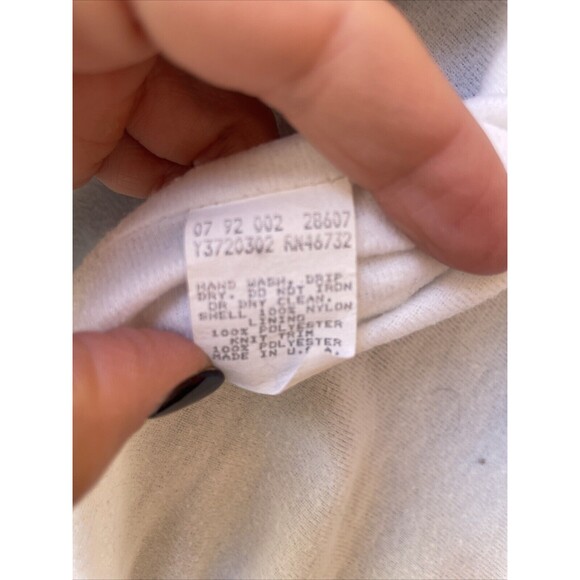 07 92 002 28607
Y3720302 RN46732
HAND WASH, DRIP
DRY. DO NOT IRON
OR DRY CLEAN.
SHELL 100% NYLON
LINING
100% POLYESTER
KNIT TRIM
100% POLYESTER
MADE IN U.S.A.